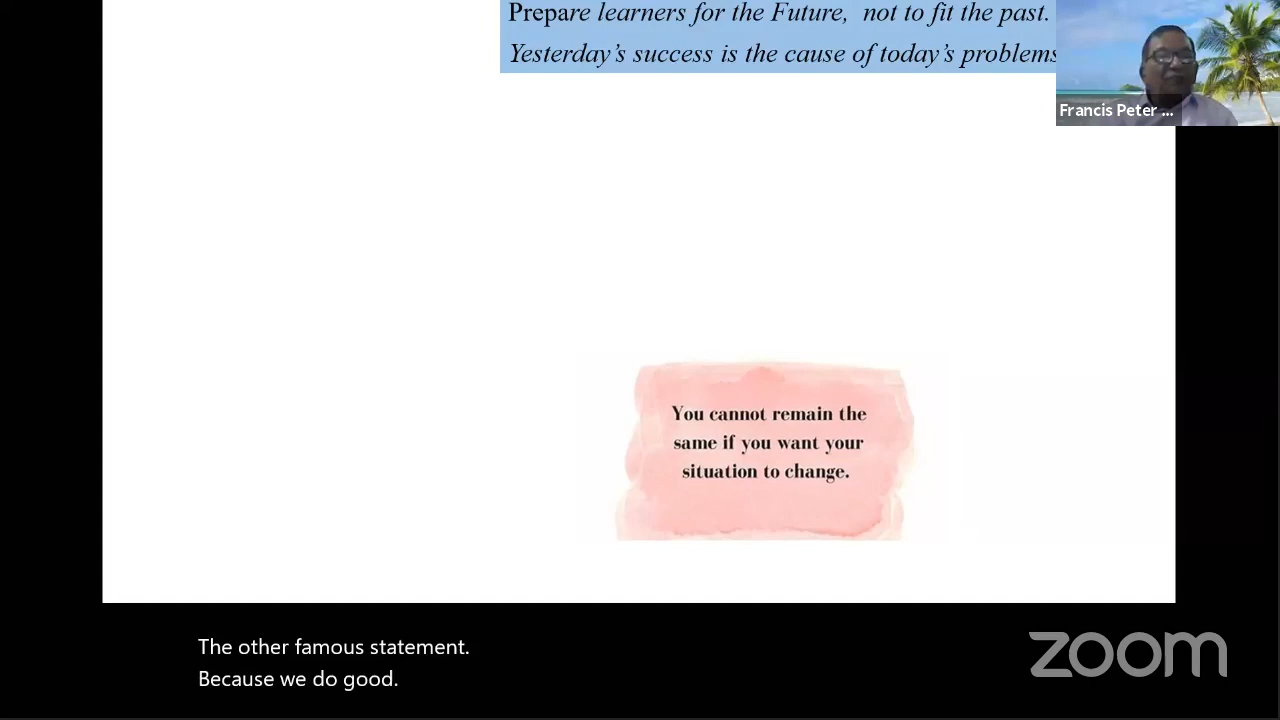 Prepare learners for the Future, not to fit the past.
Yesterday's success is the cause of today's problems
Francis Peter ...
You cannot remain the
same if you want your
situation to change.
The other famous statement.
Because we do good.
zoom